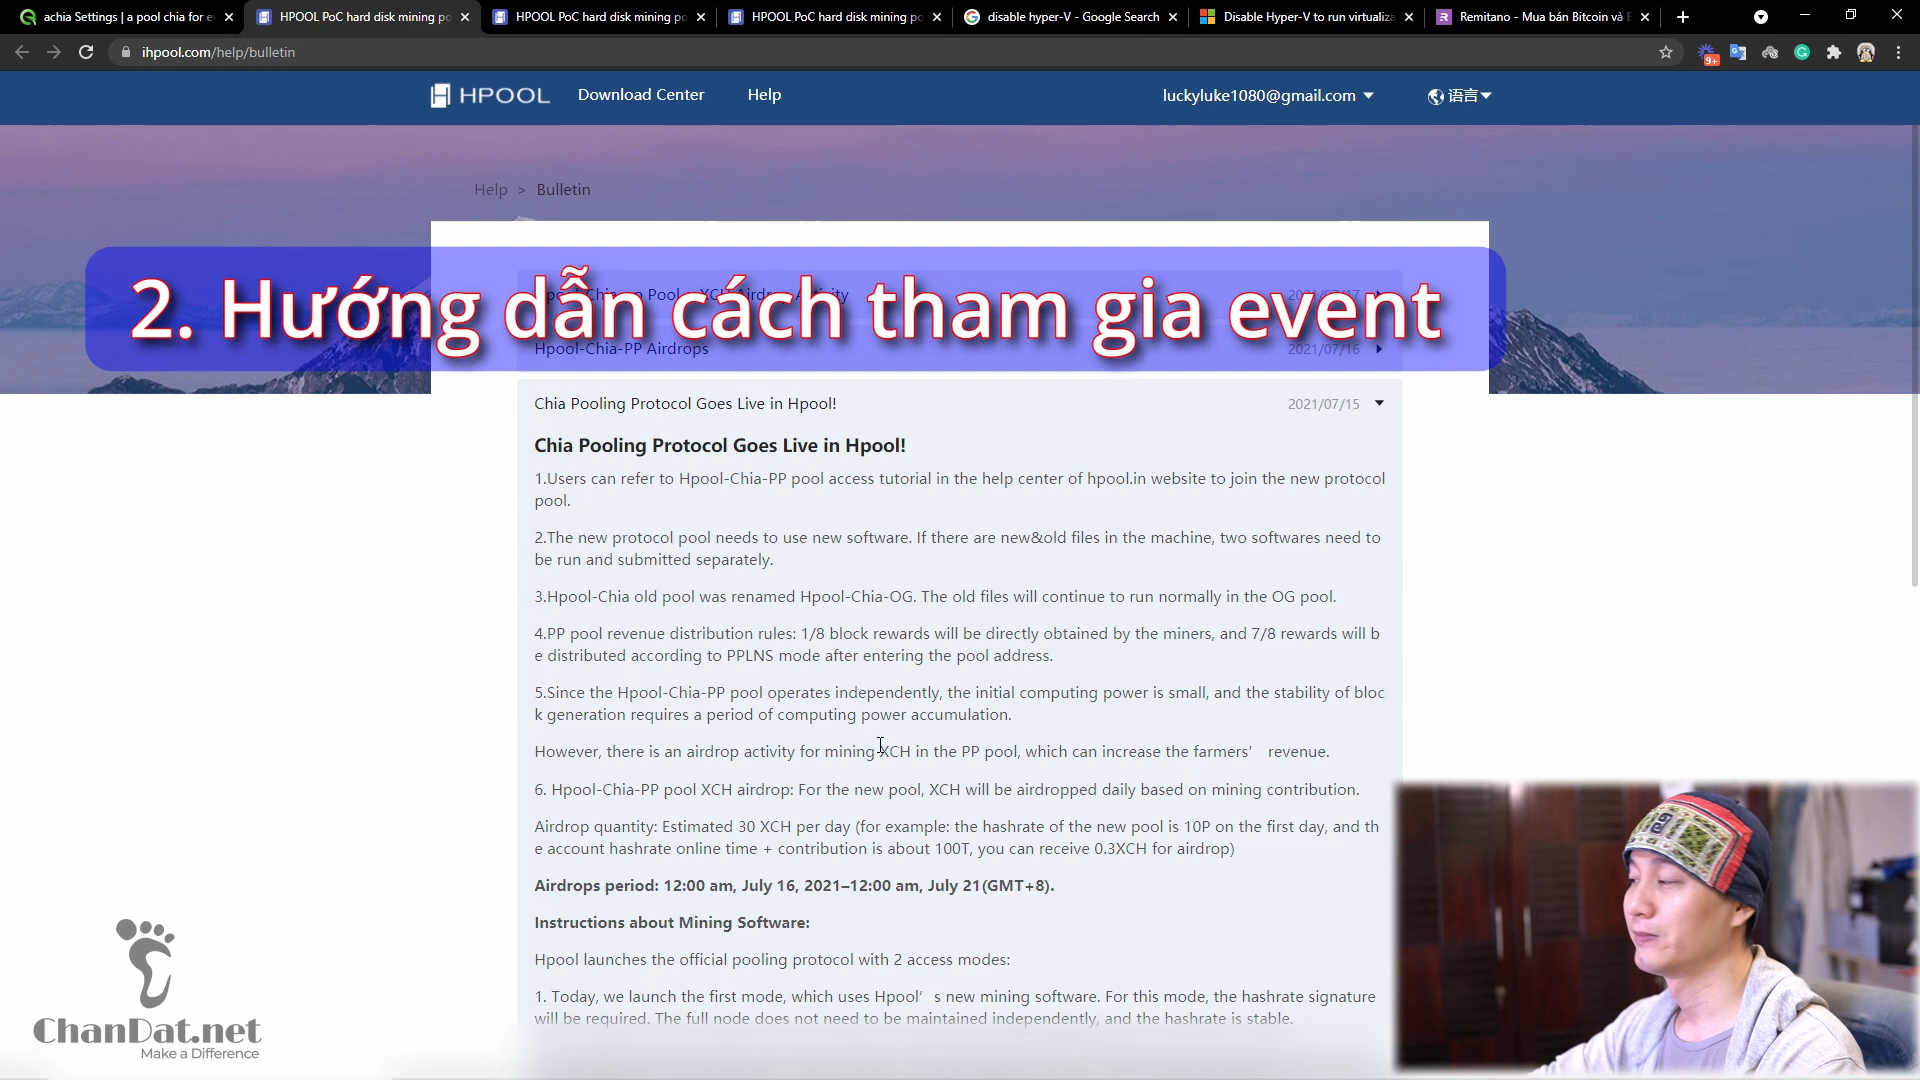 achia Settings | a pool chia for e
HPOOL PoC hard disk mining po
HPOOL PoC hard disk mining po
HPOOL PoC hard disk mining po
disable hyper-V - Google Search
Disable Hyper-V to run virtualiza
Remitano - Mua bán Bitcoin và E
ihpool.com/help/bulletin
9+
HPOOL
Download Center
Help
luckyluke1080@gmail.com
语言
Help > Bulletin
2. Hướng dẫn cách tham gia event
2021/07/17
Hpool-Chia-PP Airdrops
2021/07/16
Chia Pooling Protocol Goes Live in Hpool!
2021/07/15
Chia Pooling Protocol Goes Live in Hpool!
1.Users can refer to Hpool-Chia-PP pool access tutorial in the help center of hpool.in website to join the new protocol
pool.
2.The new protocol pool needs to use new software. If there are new&old files in the machine, two softwares need to
be run and submitted separately.
3.Hpool-Chia old pool was renamed Hpool-Chia-OG. The old files will continue to run normally in the OG pool.
4.PP pool revenue distribution rules: 1/8 block rewards will be directly obtained by the miners, and 7/8 rewards will b
e distributed according to PPLNS mode after entering the pool address.
5.Since the Hpool-Chia-PP pool operates independently, the initial computing power is small, and the stability of bloc
k generation requires a period of computing power accumulation.
However, there is an airdrop activity for mining XCH in the PP pool, which can increase the farmers’ revenue.
6. Hpool-Chia-PP pool XCH airdrop: For the new pool, XCH will be airdropped daily based on mining contribution.
Airdrop quantity: Estimated 30 XCH per day (for example: the hashrate of the new pool is 10P on the first day, and th
e account hashrate online time + contribution is about 100T, you can receive 0.3XCH for airdrop)
Airdrops period: 12:00 am, July 16, 2021–12:00 am, July 21(GMT+8).
Instructions about Mining Software:
Hpool launches the official pooling protocol with 2 access modes:
1. Today, we launch the first mode, which uses Hpool’s new mining software. For this mode, the hashrate signature
will be required. The full node does not need to be maintained independently, and the hashrate is stable.
ChanDat.net
Make a Difference